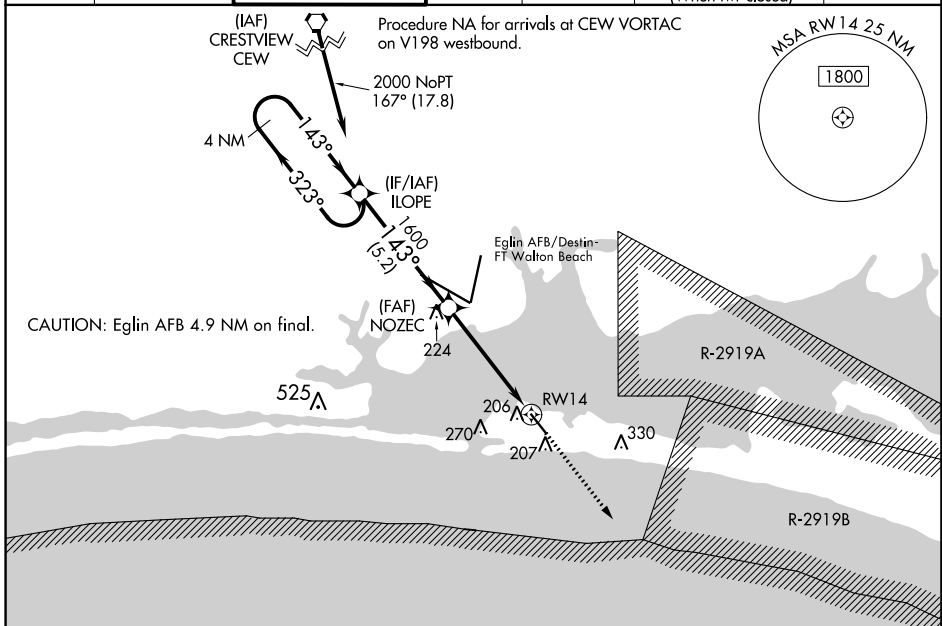 (IAF)
CRESTVIEW
CEW
Procedure NA for arrivals at CEW VORTAC
on V198 westbound.
MSA RW14 25 NM
1800
2000 NoPT
167° (17.8)
4 NM
143°
323°
(IF/IAF)
ILOPE
1600
143°
(5.2)
Eglin AFB/Destin-
FT Walton Beach
(FAF)
NOZEC
CAUTION: Eglin AFB 4.9 NM on final.
224
R-2919A
525
206
RW14
270
207
330
R-2919B